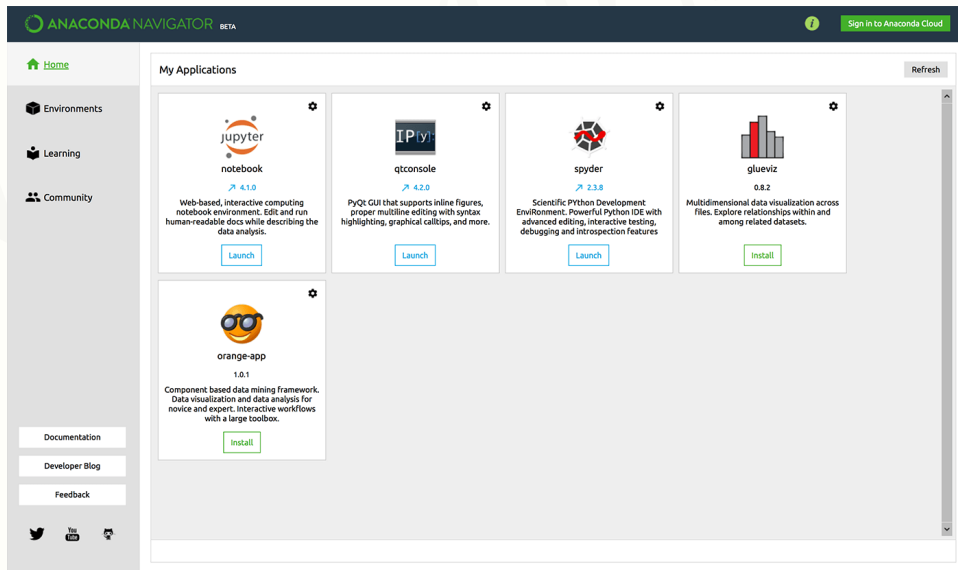 ANACONDA NAVIGATOR BETA
i
Sign in to Anaconda Cloud
Home
Environments
Learning
Community
Documentation
Developer Blog
Feedback
You
Tube
My Applications
Refresh
jupyter
notebook
4.1.0
Web-based, interactive computing
notebook environment. Edit and run
human-readable docs while describing the
data analysis.
Launch
IP[y]:
qtconsole
4.2.0
PyQt GUI that supports inline figures,
proper multiline editing with syntax
highlighting, graphical calltips, and more.
Launch
spyder
2.3.8
Scientific PYthon Development
EnviRonment. Powerful Python IDE with
advanced editing, interactive testing,
debugging and introspection features
Launch
glueviz
0.8.2
Multidimensional data visualization across
files. Explore relationships within and
among related datasets.
Install
orange-app
1.0.1
Component based data mining framework.
Data visualization and data analysis for
novice and expert. Interactive workflows
with a large toolbox.
Install